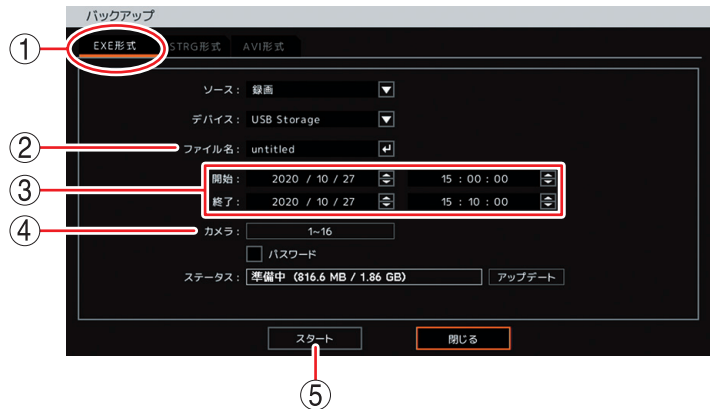 バックアップ
① EXE形式 STRG形式 AVI形式
ソース : 録画
デバイス : USB Storage
② ファイル名 : untitled
③ 開始 : 2020 / 10 / 27 15 : 00 : 00
終了 : 2020 / 10 / 27 15 : 10 : 00
④ カメラ : 1~16
パスワード
ステータス : 準備中 (816.6 MB / 1.86 GB) アップデート
スタート 閉じる
⑤